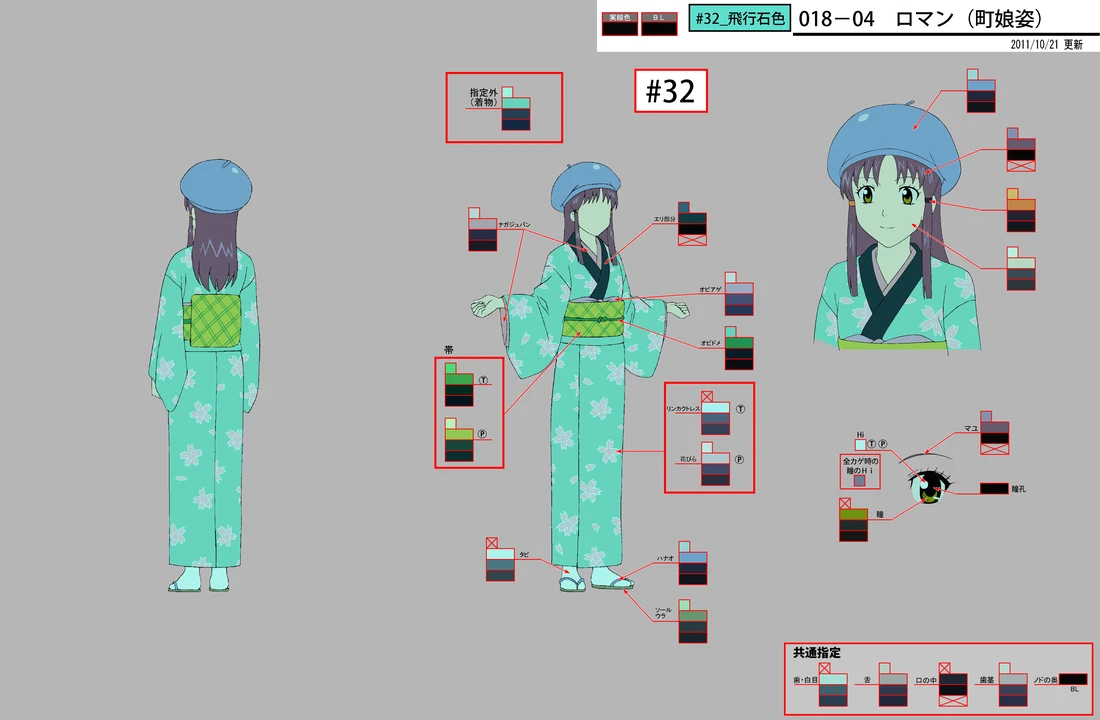 実線色
BL
#32_飛行石色
018－04　ロマン（町娘姿）
2011/10/21 更新
指定外
（着物）
#32
ナガジュバン
エリ部分
オビアゲ
オビドメ
帯
Ⓣ
Ⓟ
リンカクトレス
Ⓣ
花びら
Ⓟ
タビ
ハナオ
ソール
ウラ
マユ
Hi
ⓉⓅ
全カゲ時の
瞳のHi
瞳孔
瞳
共通指定
歯・白目
舌
口の中
歯茎
ノドの奥
BL